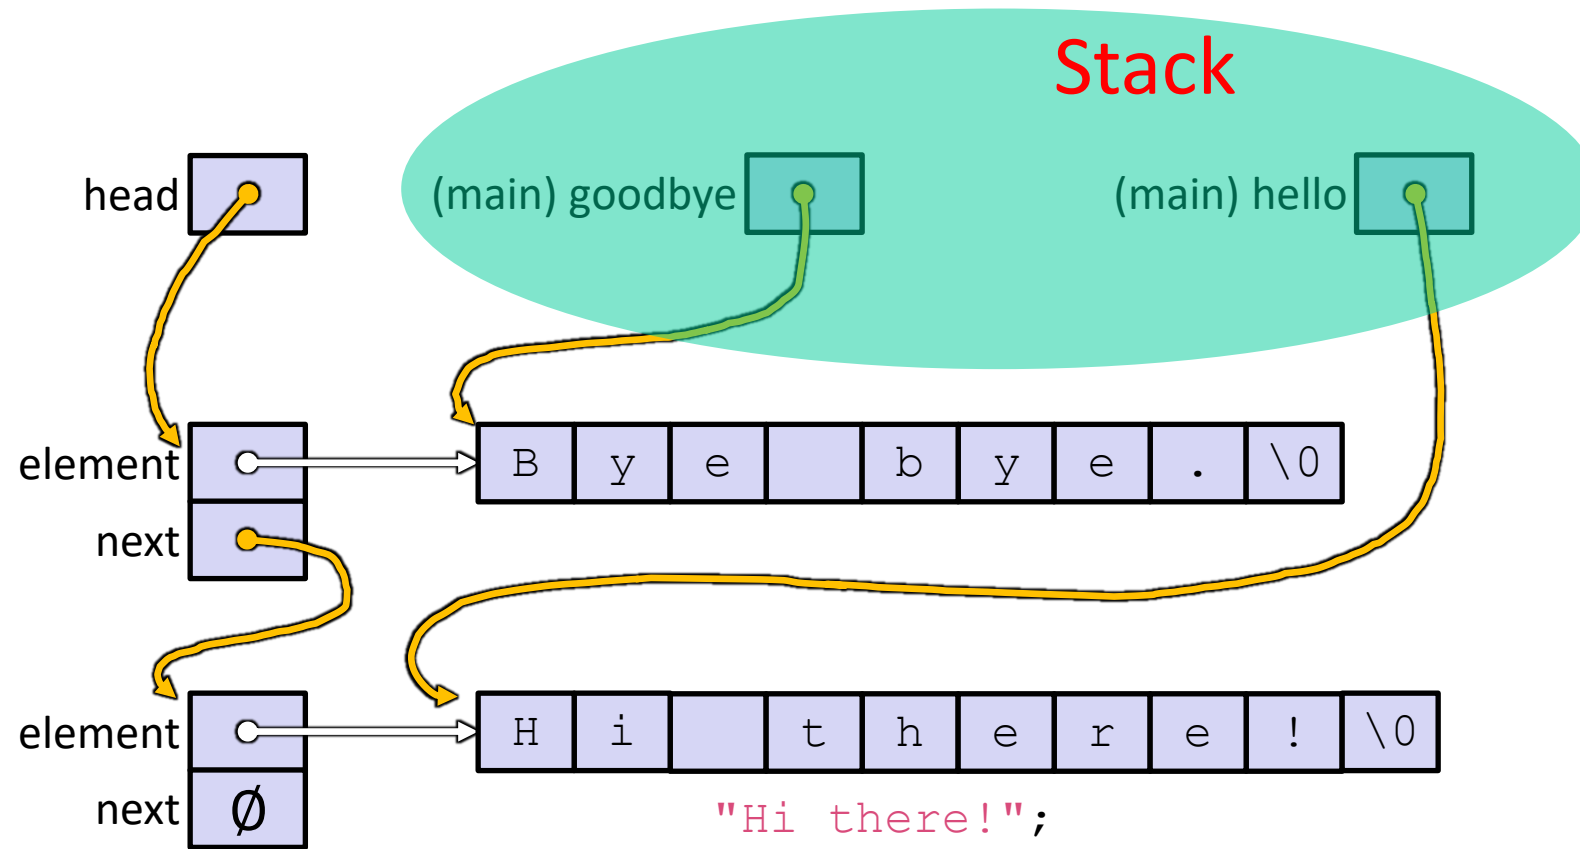 Stack
head (main) goodbye (main) hello
element B y e b y e . \0
next
element H i t h e r e ! \0
next Ø
"Hi there!";